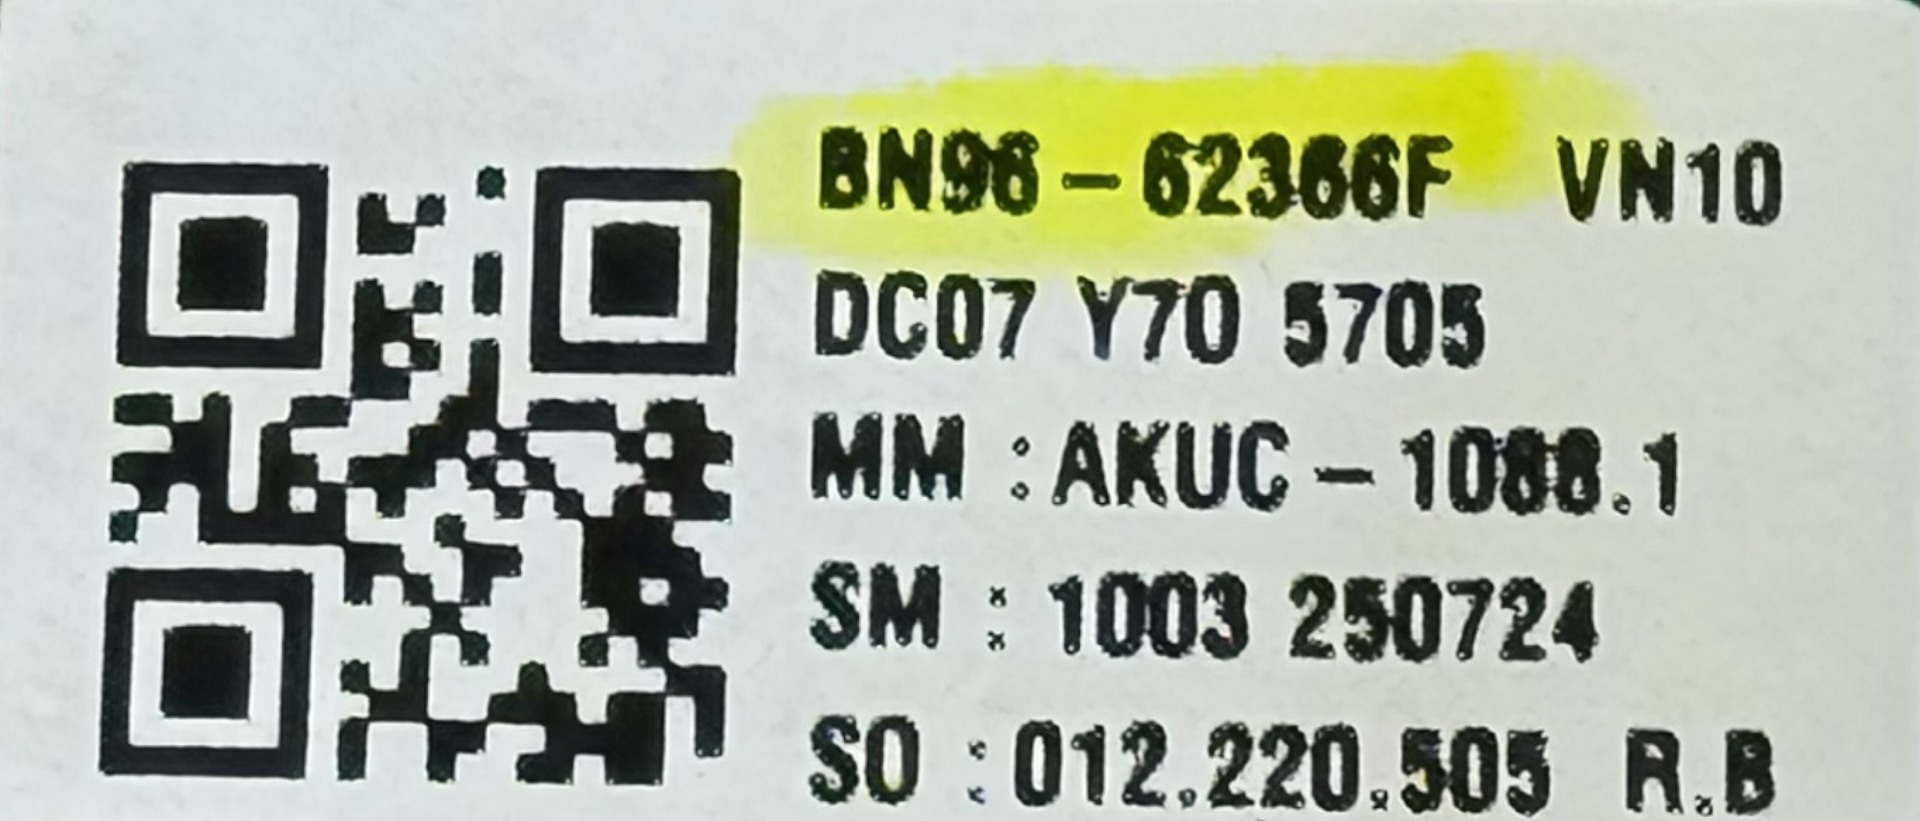 BN96-62366F VN10
DC07 Y70 5705
MM :AKUC-1088.1
SM : 1003 250724
SO :012.220.505 R.B